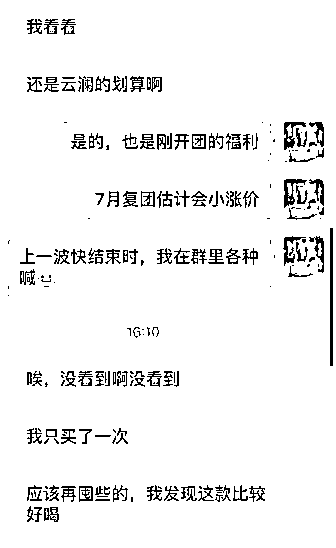 我看看
还是云澜的划算啊
是的，也是刚开团的福利
7月复团估计会小涨价
上一波快结束时，我在群里各种
喊
16:10
唉，没看到啊没看到
我只买了一次
应该再囤些的，我发现这款比较
好喝